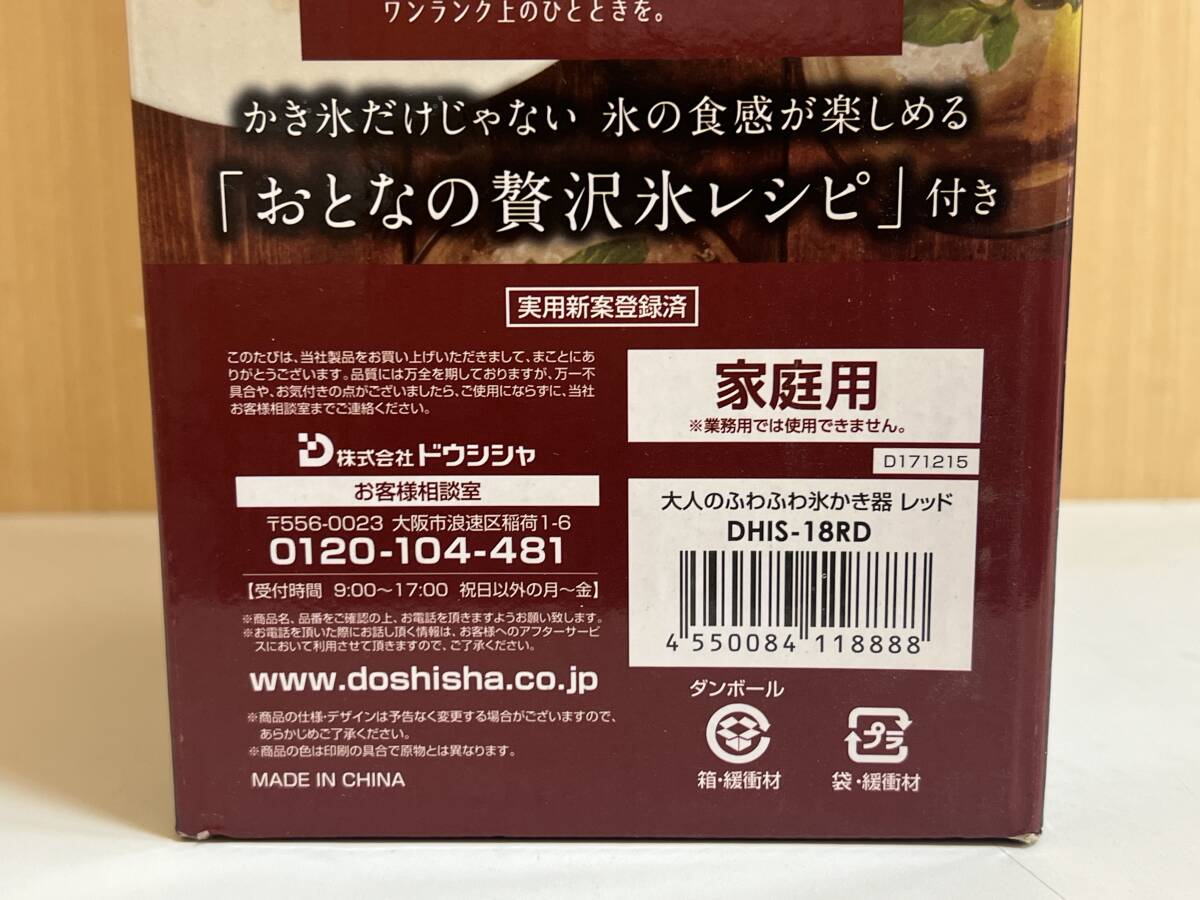 ワンランク上のひとときを。
かき氷だけじゃない 氷の食感が楽しめる
「おとなの贅沢氷レシピ」付き
実用新案登録済
このたびは、当社製品をお買い上げいただきまして、まことにあ
りがとうございます。品質には万全を期しておりますが、万一不
具合や、お気付きの点がございましたら、ご使用にならずに、当社
お客様相談室までご連絡ください。
株式会社ドウシシャ
お客様相談室
〒556-0023 大阪市浪速区稲荷1-6
0120-104-481
【受付時間 9:00〜17:00 祝日以外の月〜金】
※商品名、品番をご確認の上、お電話を頂きますようお願い致します。
※お電話を頂いた際にお話し頂く情報は、お客様へのアフターサービ
スにおいて利用させて頂きますので、ご了承ください。
www.doshisha.co.jp
※商品の仕様・デザインは予告なく変更する場合がございますので、
あらかじめご了承ください。
※商品の色は印刷の具合で原物とは異なります。
MADE IN CHINA
家庭用
※業務用では使用できません。
D171215
大人のふわふわ氷かき器 レッド
DHIS-18RD
4 550084 118888
ダンボール
箱・緩衝材
プラ
袋・緩衝材